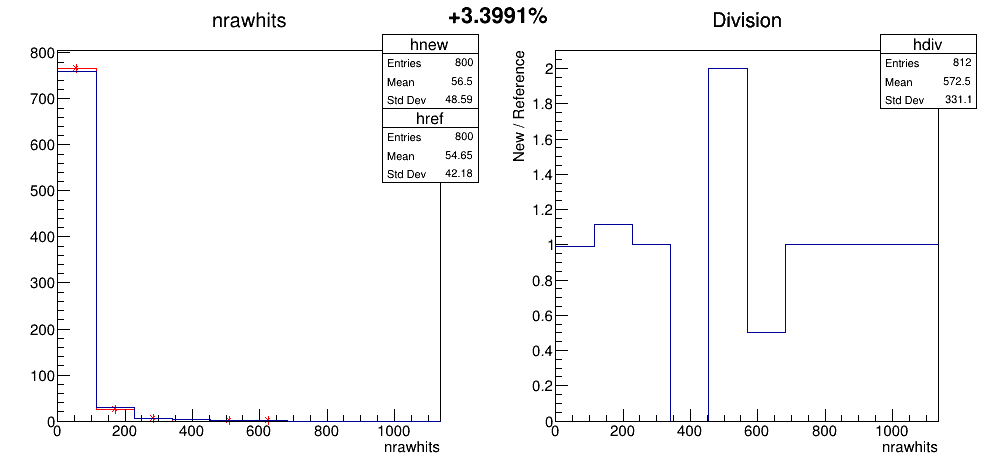 +3.3991%
nrawhits
hnew
Entries 800
Mean 56.5
Std Dev 48.59
href
Entries 800
Mean 54.65
Std Dev 42.18
800
700
600
500
400
300
200
100
0
0 200 400 600 800 1000
nrawhits
Division
hdiv
Entries 812
Mean 572.5
Std Dev 331.1
New / Reference
2
1.8
1.6
1.4
1.2
1
0.8
0.6
0.4
0.2
0
0 200 400 600 800 1000
nrawhits